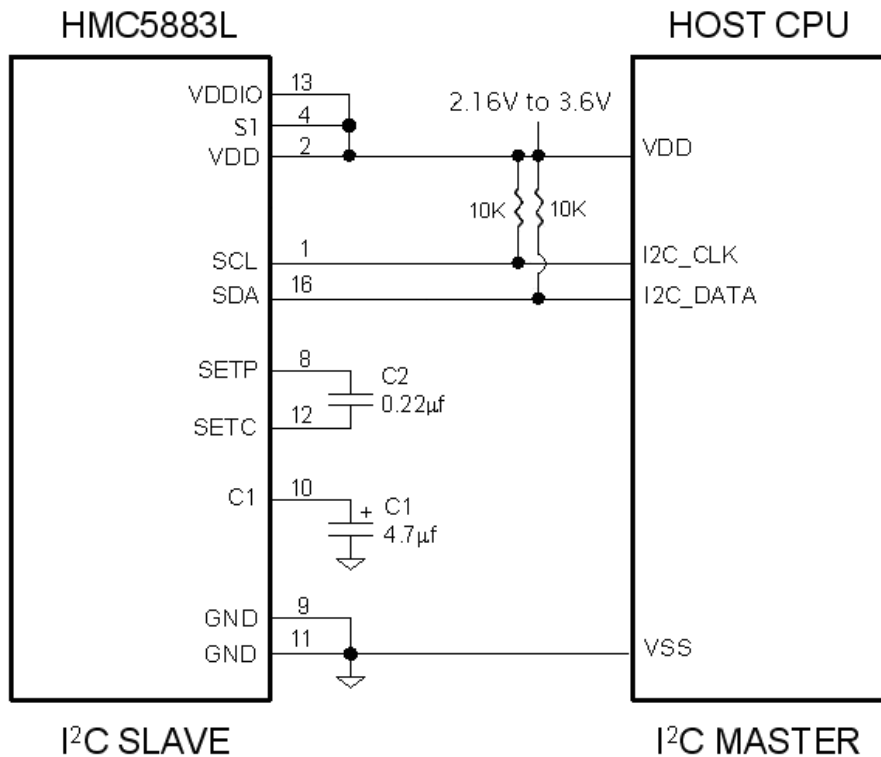 HMC5883L
HOST CPU
VDDIO
13
S1
4
VDD
2
2.16V to 3.6V
VDD
10K
10K
SCL
1
I2C_CLK
SDA
16
I2C_DATA
SETP
8
C2
0.22µf
SETC
12
C1
10
+
C1
4.7µf
GND
9
GND
11
VSS
I²C SLAVE
I²C MASTER